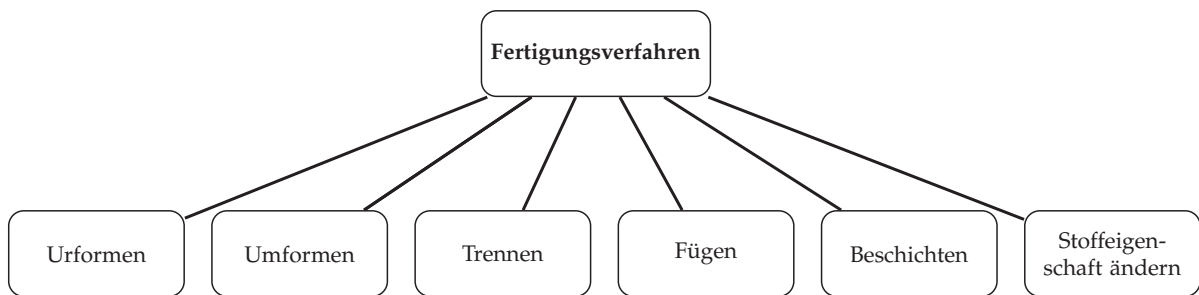 Fertigungsverfahren
Urformen
Umformen
Trennen
Fügen
Beschichten
Stoffeigen-
schaft ändern